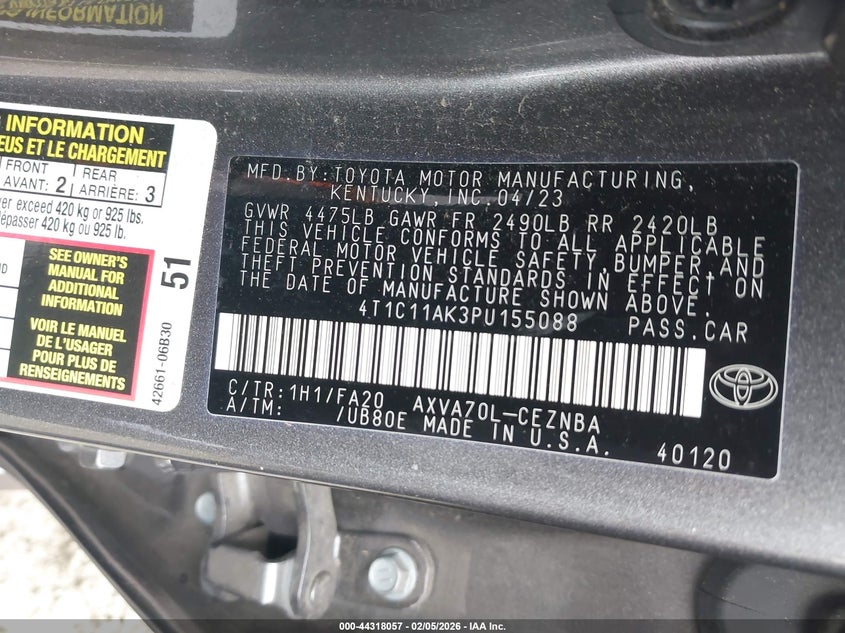 INFORMATION
INFORMATION
EUS ET LE CHARGEMENT
FRONT
AVANT: 2
REAR
ARRIÈRE: 3
exceed 420 kg or 925 lbs.
dépasser 420 kg ou 925 lb.
SEE OWNER'S
MANUAL FOR
ADDITIONAL
INFORMATION
VOIR LE MANUEL
DE L'USAGER
POUR PLUS DE
RENSEIGNEMENTS
51
42661-06B30
MFD.BY:TOYOTA MOTOR MANUFACTURING,
KENTUCKY,INC.04/23
GVWR 4475LB GAWR FR 2490LB RR 2420LB
THIS VEHICLE CONFORMS TO ALL APPLICABLE
FEDERAL MOTOR VEHICLE SAFETY,BUMPER,AND
THEFT PREVENTION STANDARDS IN EFFECT ON
THE DATE OF MANUFACTURE SHOWN ABOVE.
4T1C11AK3PU155088 PASS.CAR
C/TR:1H1/FA20 AXVA70L-CEZNBA
A/TM: /UB80E MADE IN U.S.A.
40120
000-44318057 - 02/05/2026 - IAA Inc.